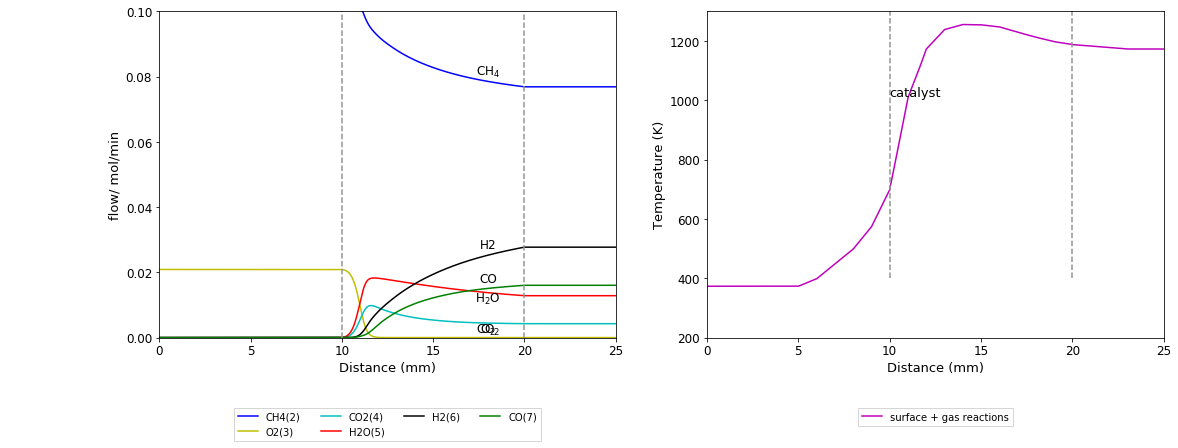 0.10
0.08
0.06
0.04
0.02
0.00
flow/ mol/min
CH₄
H2
CO
H₂O
0
5
10
15
20
25
Distance (mm)
CH4(2)
CO2(4)
H2(6)
CO(7)
O2(3)
H2O(5)
1200
1000
800
600
400
200
Temperature (K)
catalyst
0
5
10
15
20
25
Distance (mm)
surface + gas reactions